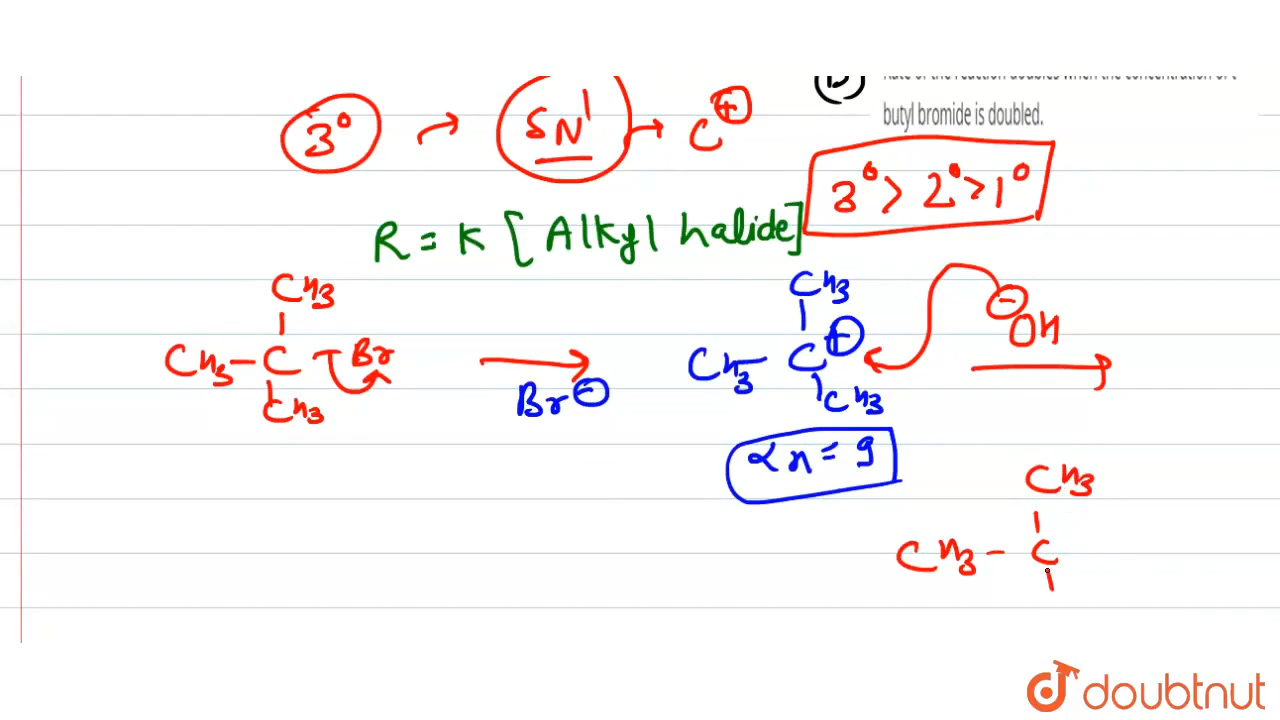 Rate of the reaction doubles when the concentration of t
butyl bromide is doubled.
3° → SN1 → C⊕
3° > 2° > 1°
R = K [Alkyl halide]
CH3
CH3 – C – Br
CH3
Br⊖
CH3
CH3 – C⊕
CH3
⊖OH
αH = 9
CH3
CH3 – C
doubtnut